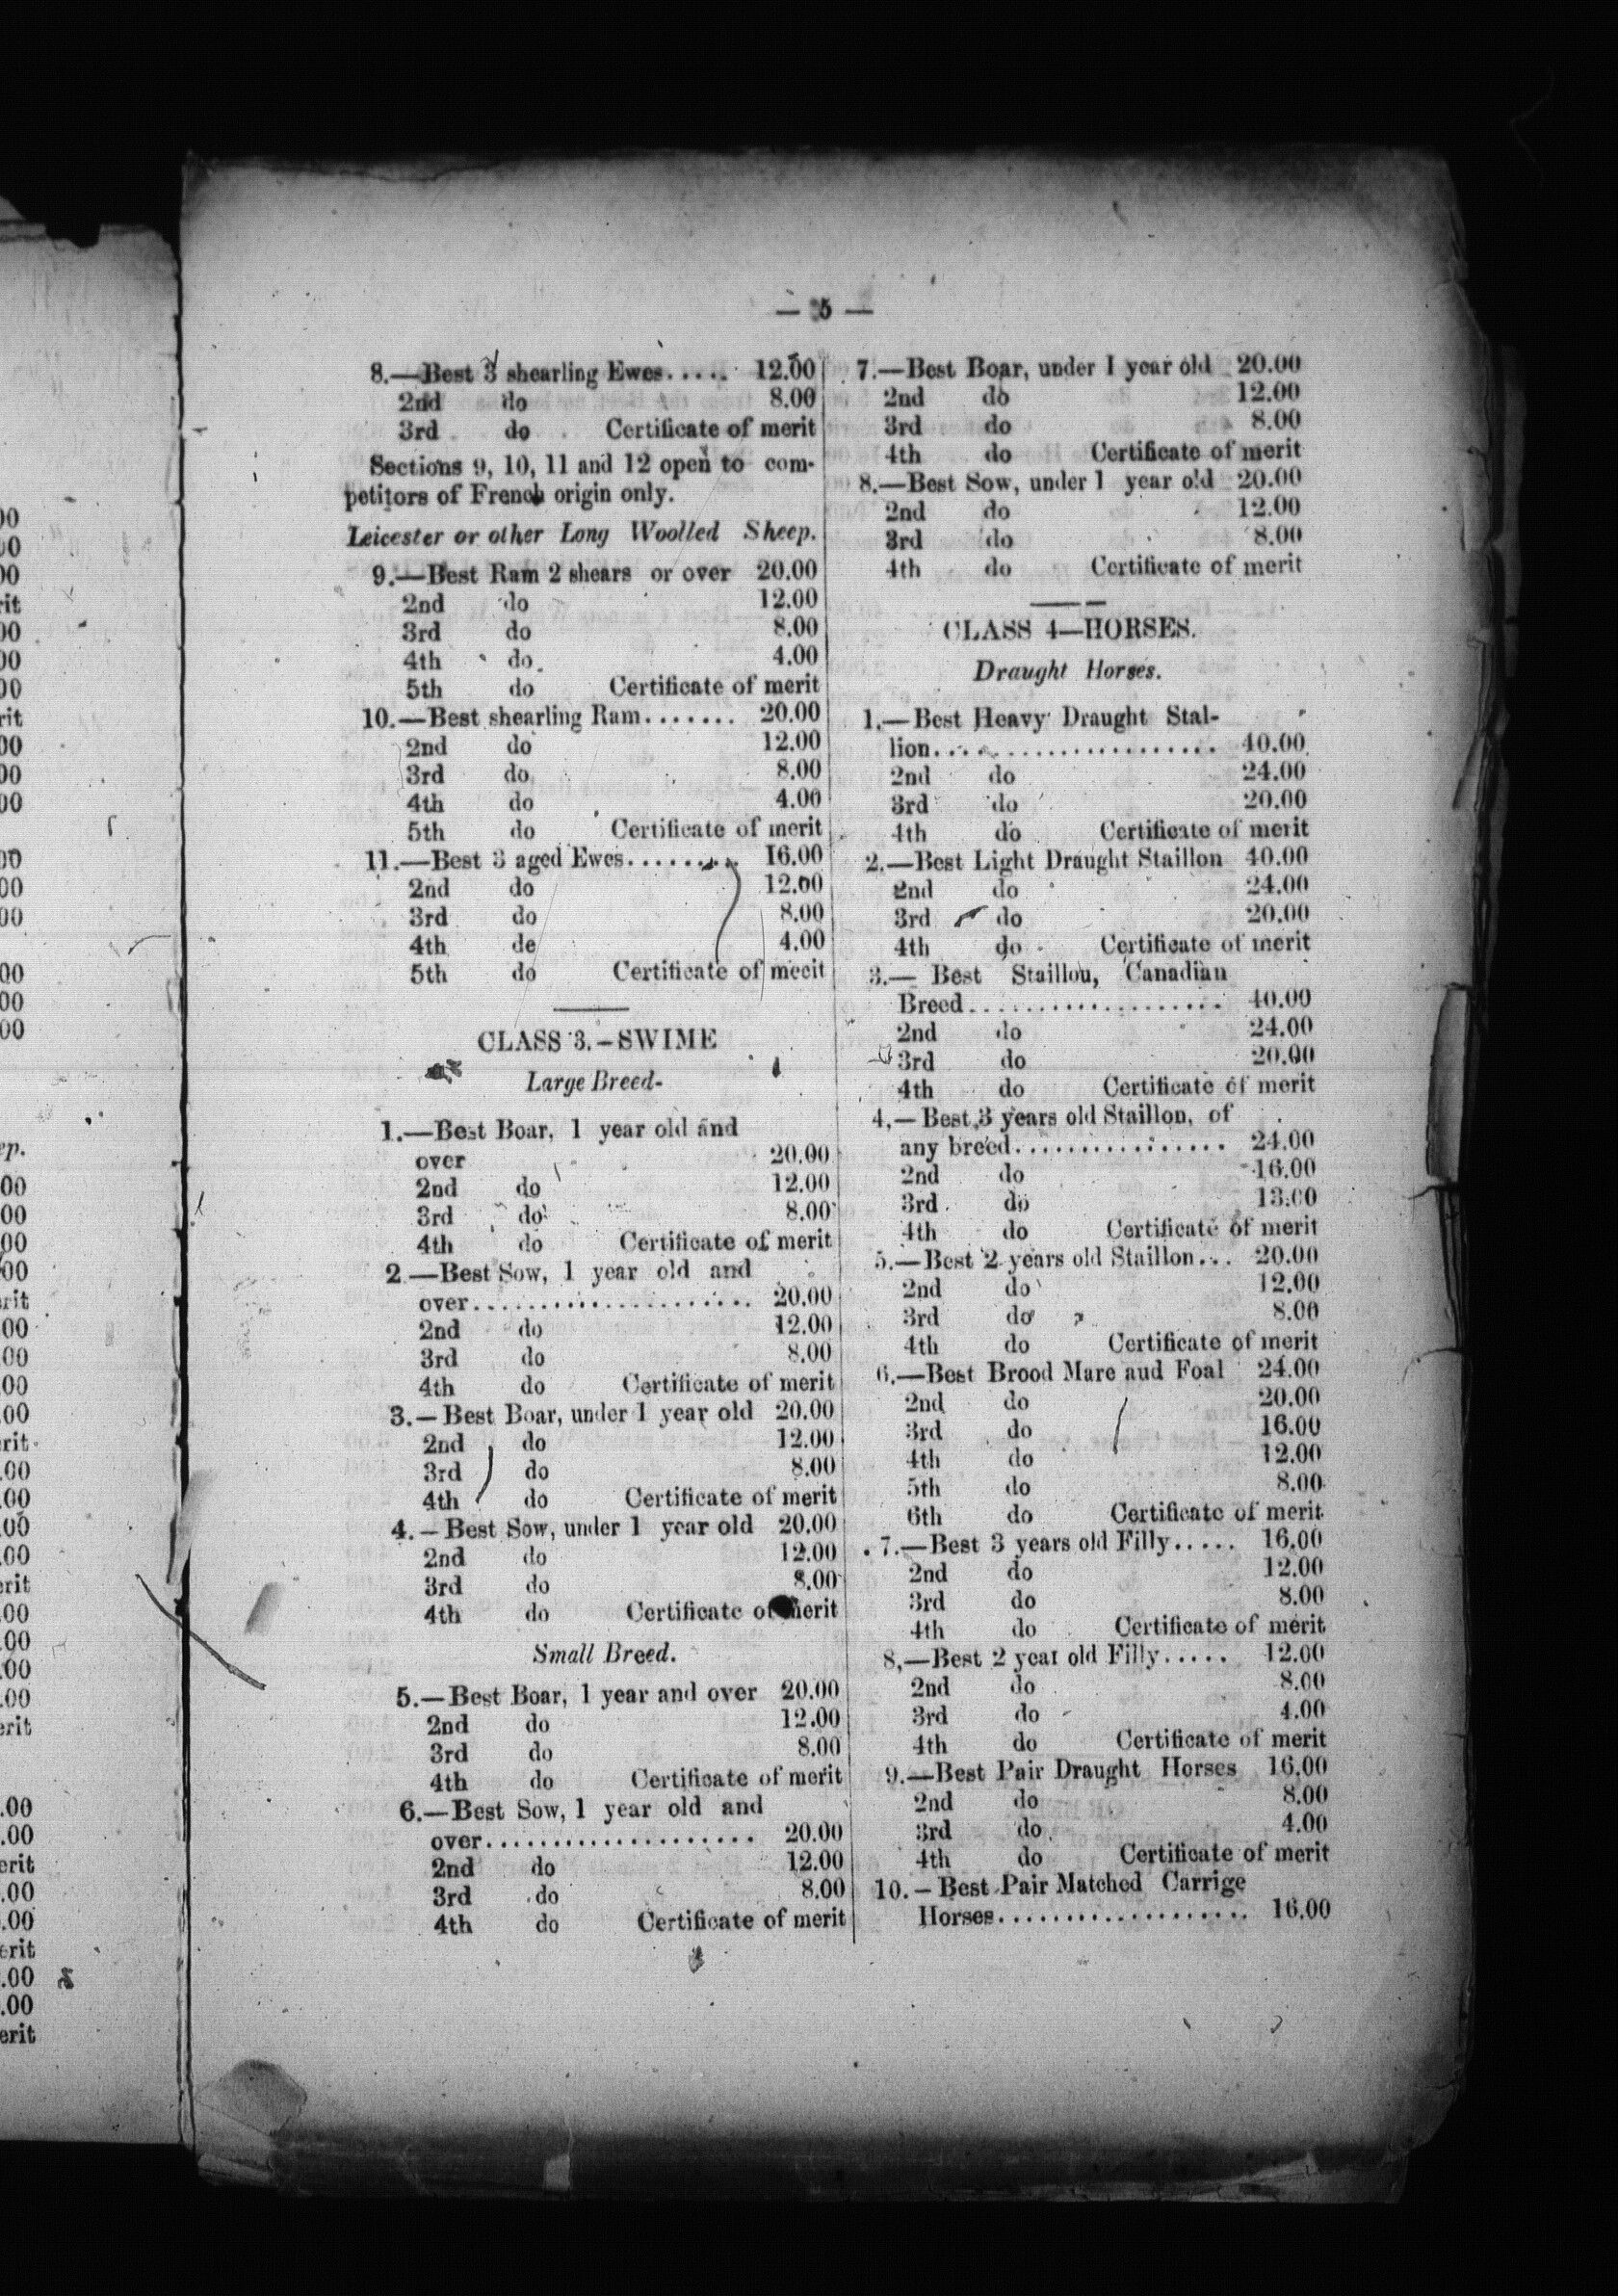 — 5 —
8.—Best 3 shearling Ewes..... 12.00
2nd do 8.00
3rd do Certificate of merit
Sections 9, 10, 11 and 12 open to com-
petitors of French origin only.
Leicester or other Long Woolled Sheep.
9.—Best Ram 2 shears or over 20.00
2nd do 12.00
3rd do 8.00
4th do 4.00
5th do Certificate of merit
10.—Best shearling Ram....... 20.00
2nd do 12.00
3rd do 8.00
4th do 4.00
5th do Certificate of merit
11.—Best 3 aged Ewes........ 16.00
2nd do 12.00
3rd do 8.00
4th de 4.00
5th do Certificate of mecit
CLASS 3.—SWIME
Large Breed-
1.—Best Boar, 1 year old and
over 20.00
2nd do 12.00
3rd do 8.00
4th do Certificate of merit
2—Best Sow, 1 year old and
over..................... 20.00
2nd do 12.00
3rd do 8.00
4th do Certificate of merit
3.—Best Boar, under 1 year old 20.00
2nd do 12.00
3rd do 8.00
4th do Certificate of merit
4.—Best Sow, under 1 year old 20.00
2nd do 12.00
3rd do 8.00
4th do Certificate of merit
Small Breed.
5.—Best Boar, 1 year and over 20.00
2nd do 12.00
3rd do 8.00
4th do Certificate of merit
6.—Best Sow, 1 year old and
over.................... 20.00
2nd do 12.00
3rd do 8.00
4th do Certificate of merit
7.—Best Boar, under I year old 20.00
2nd do 12.00
3rd do 8.00
4th do Certificate of merit
8.—Best Sow, under 1 year old 20.00
2nd do 12.00
3rd do 8.00
4th do Certificate of merit
CLASS 4—HORSES.
Draught Horses.
1.—Best Heavy Draught Stal-
lion..................... 40.00
2nd do 24.00
3rd do 20.00
4th do Certificate of merit
2.—Best Light Draught Staillon 40.00
2nd do 24.00
3rd do 20.00
4th do Certificate of merit
3.— Best Staillou, Canadian
Breed................... 40.00
2nd do 24.00
3rd do 20.00
4th do Certificate of merit
4,—Best 3 years old Staillon, of
any breed................ 24.00
2nd do 16.00
3rd do 13.00
4th do Certificate of merit
5.—Best 2 years old Staillon... 20.00
2nd do 12.00
3rd do 8.00
4th do Certificate of merit
6.—Best Brood Mare aud Foal 24.00
2nd do 20.00
3rd do 16.00
4th do 12.00
5th do 8.00
6th do Certificate of merit
7.—Best 3 years old Filly..... 16.00
2nd do 12.00
3rd do 8.00
4th do Certificate of merit
8,—Best 2 year old Filly..... 12.00
2nd do 8.00
3rd do 4.00
4th do Certificate of merit
9.—Best Pair Draught Horses 16.00
2nd do 8.00
3rd do 4.00
4th do Certificate of merit
10.—Best Pair Matched Carrige
Horses................... 16.00